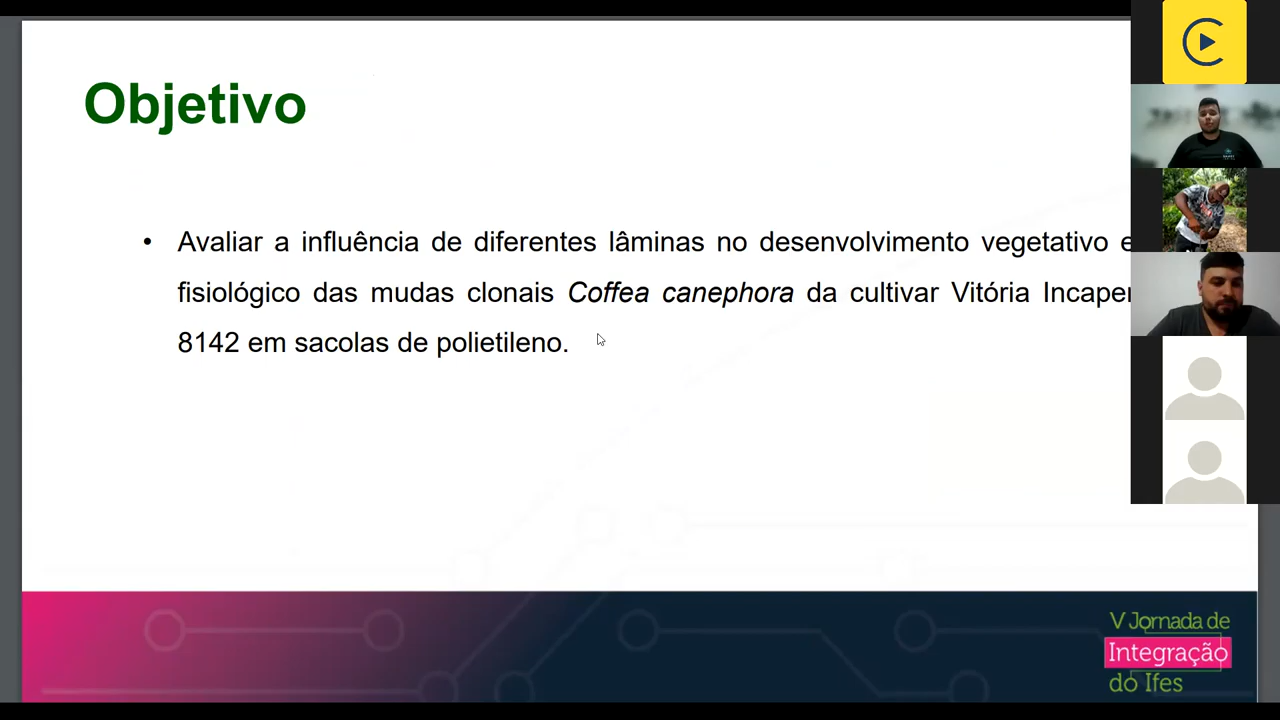 Objetivo
• Avaliar a influência de diferentes lâminas no desenvolvimento vegetativo e
fisiológico das mudas clonais Coffea canephora da cultivar Vitória Incaper
8142 em sacolas de polietileno.
V Jornada de
Integração
do Ifes